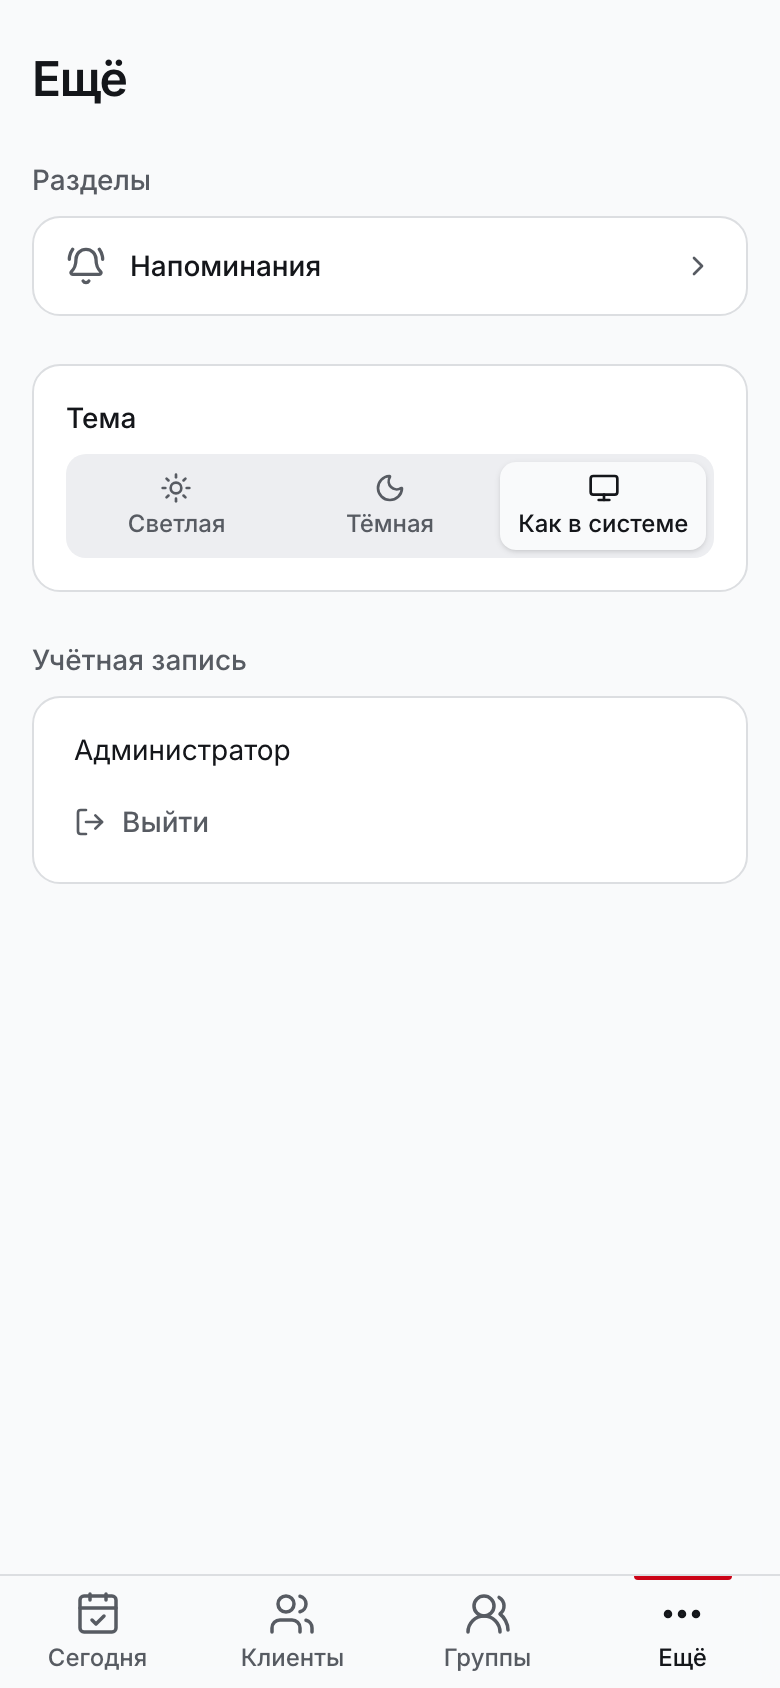 Ещё
Разделы
Напоминания
Тема
Светлая
Тёмная
Как в системе
Учётная запись
Администратор
Выйти
Сегодня
Клиенты
Группы
Ещё